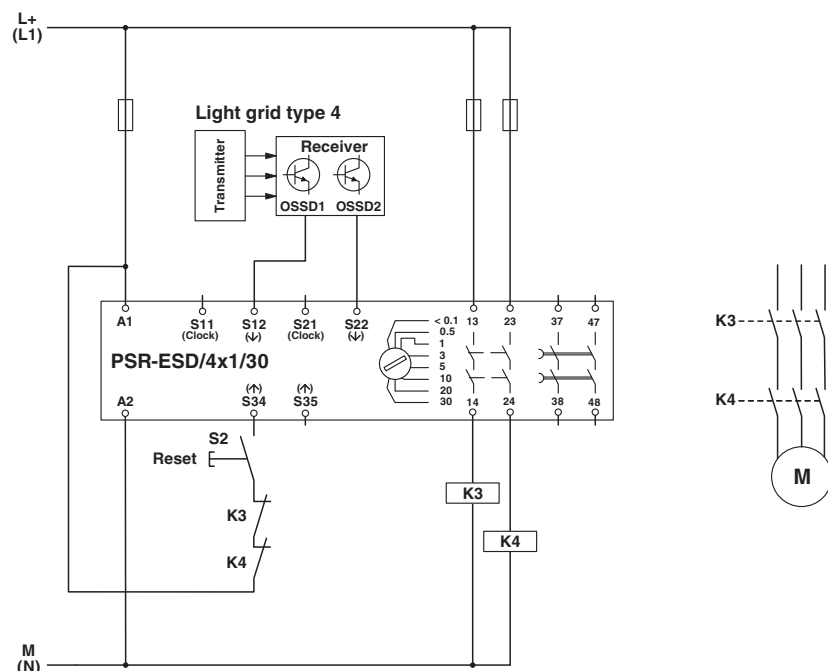 L+
(L1)
Light grid type 4
Transmitter
Receiver
OSSD1 OSSD2
A1
S11
(Clock)
S12
(↓)
S21
(Clock)
S22
(↓)
< 0.1
0.5
1
3
5
10
20
30
13 23 37 47
PSR-ESD/4x1/30
A2
(↑)
S34
(↑)
S35
14 24 38 48
S2
Reset
K3
K4
K3
K4
K3
K4
M
M
(N)